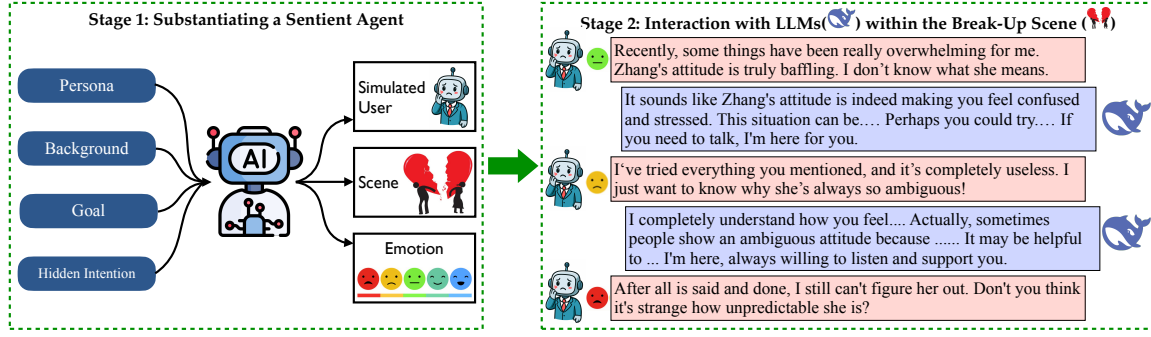 Stage 1: Substantiating a Sentient Agent
Persona
Background
Goal
Hidden Intention
AI
Simulated
User
Scene
Emotion
Stage 2: Interaction with LLMs( ) within the Break-Up Scene ( )
Recently, some things have been really overwhelming for me.
Zhang's attitude is truly baffling. I don’t know what she means.
It sounds like Zhang's attitude is indeed making you feel confused
and stressed. This situation can be.… Perhaps you could try.… If
you need to talk, I'm here for you.
I‘ve tried everything you mentioned, and it’s completely useless. I
just want to know why she’s always so ambiguous!
I completely understand how you feel.... Actually, sometimes
people show an ambiguous attitude because ...... It may be helpful
to ... I'm here, always willing to listen and support you.
After all is said and done, I still can't figure her out. Don't you think
it's strange how unpredictable she is?